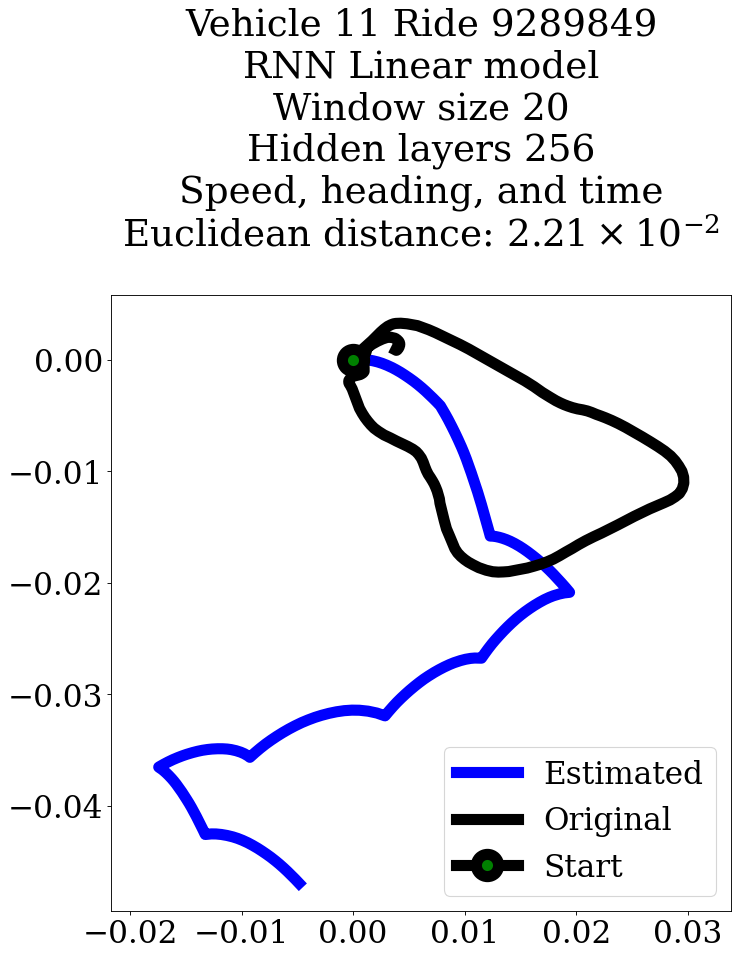 Vehicle 11 Ride 9289849
RNN Linear model
Window size 20
Hidden layers 256
Speed, heading, and time
Euclidean distance: 2.21 × 10⁻²
0.00
−0.01
−0.02
−0.03
−0.04
Estimated
Original
Start
−0.02 −0.01 0.00 0.01 0.02 0.03